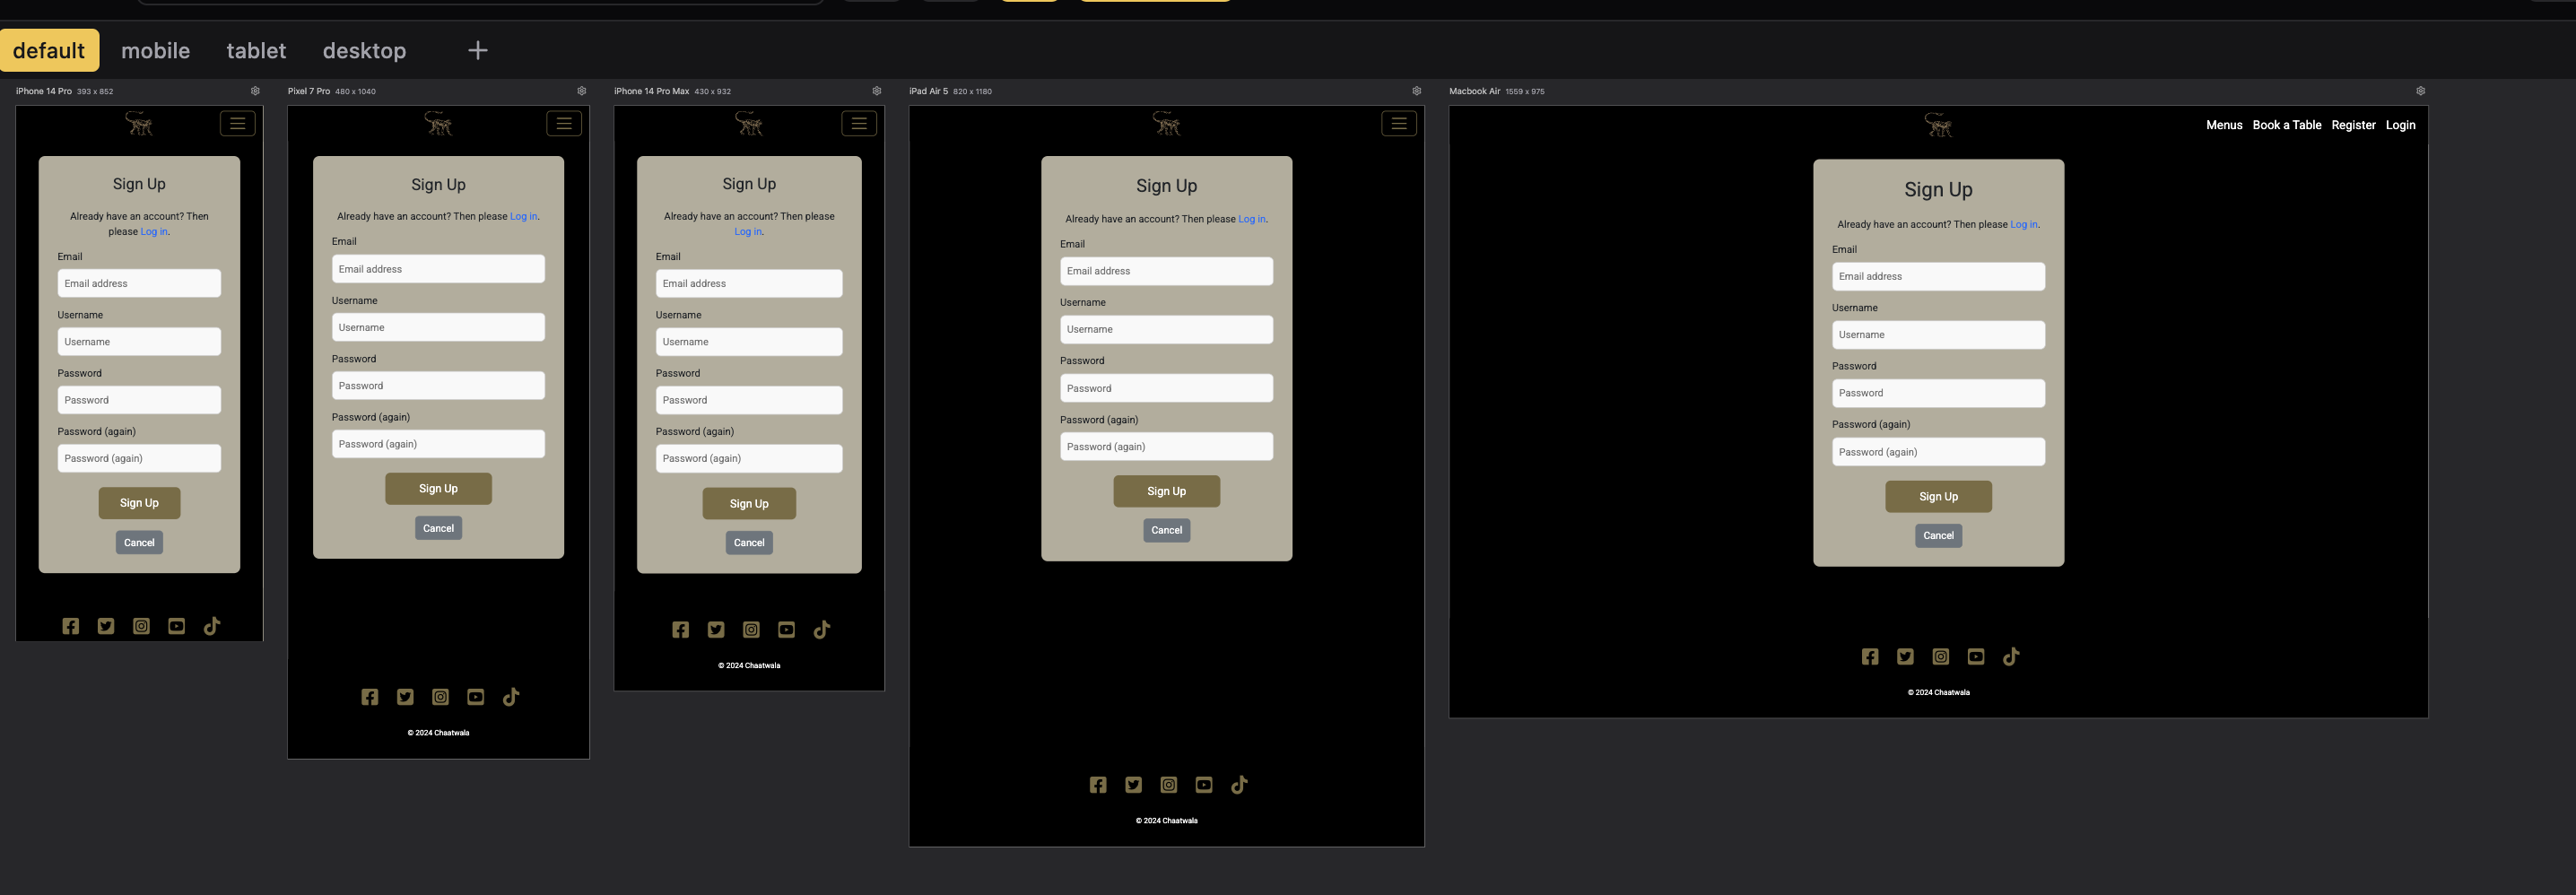 default mobile tablet desktop +
iPhone 14 Pro 393 x 852
Sign Up
Already have an account? Then
please Log in.
Email
Email address
Username
Username
Password
Password
Password (again)
Password (again)
Sign Up
Cancel
Pixel 7 Pro 480 x 1040
Sign Up
Already have an account? Then please Log in.
Email
Email address
Username
Username
Password
Password
Password (again)
Password (again)
Sign Up
Cancel
© 2024 Chaatwala
iPhone 14 Pro Max 430 x 932
Sign Up
Already have an account? Then please
Log in.
Email
Email address
Username
Username
Password
Password
Password (again)
Password (again)
Sign Up
Cancel
© 2024 Chaatwala
iPad Air 5 820 x 1180
Sign Up
Already have an account? Then please Log in.
Email
Email address
Username
Username
Password
Password
Password (again)
Password (again)
Sign Up
Cancel
© 2024 Chaatwala
Macbook Air 1559 x 975
Menus Book a Table Register Login
Sign Up
Already have an account? Then please Log in.
Email
Email address
Username
Username
Password
Password
Password (again)
Password (again)
Sign Up
Cancel
© 2024 Chaatwala